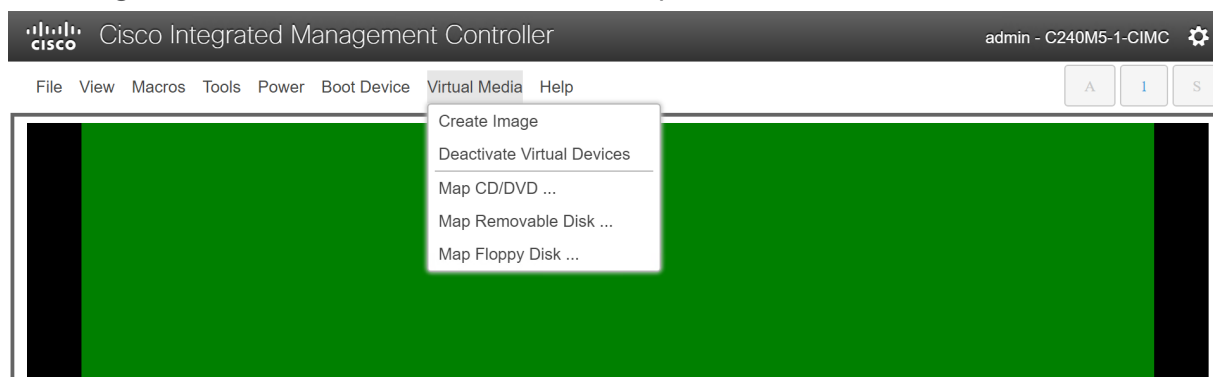 CISCO Cisco Integrated Management Controller admin - C240M5-1-CIMC
File View Macros Tools Power Boot Device Virtual Media Help A 1 S
Create Image
Deactivate Virtual Devices
Map CD/DVD ...
Map Removable Disk ...
Map Floppy Disk ...